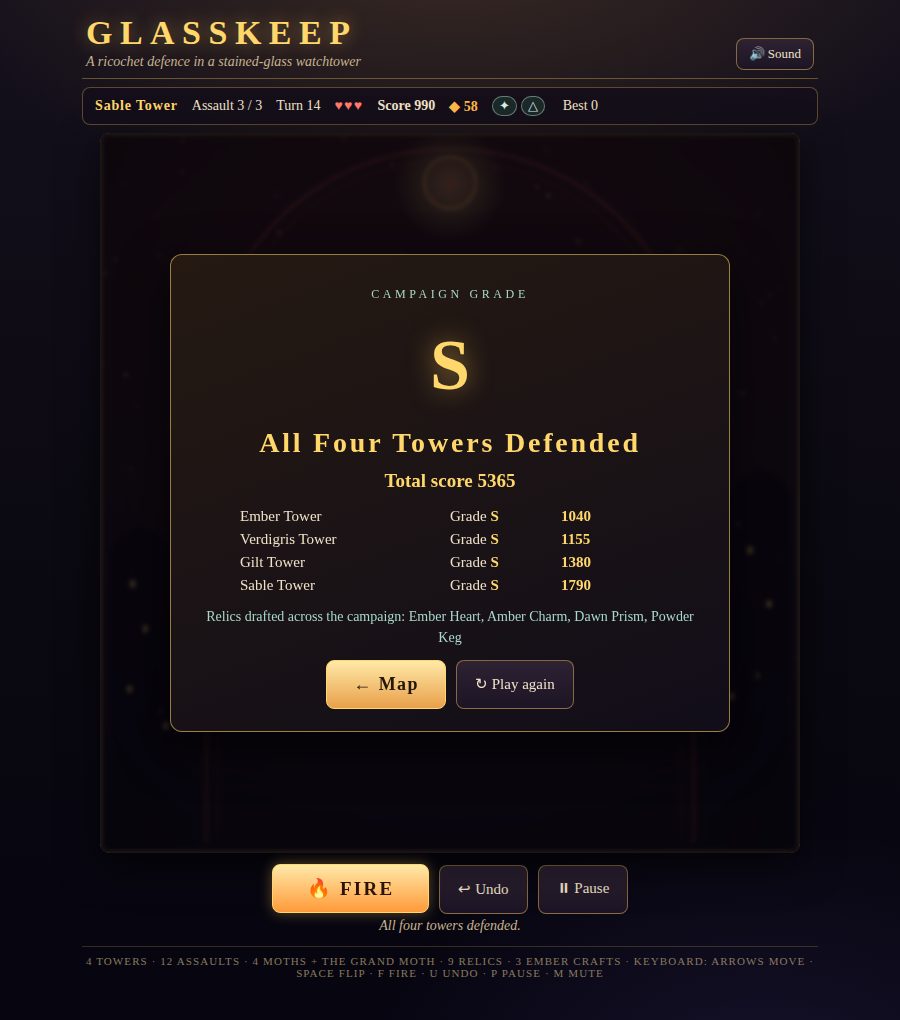 GLASSKEEP
A ricochet defence in a stained-glass watchtower
🔊 Sound
Sable Tower Assault 3 / 3 Turn 14 ♥♥♥ Score 990 ◆ 58 ✦ △ Best 0
CAMPAIGN GRADE
S
All Four Towers Defended
Total score 5365
Ember Tower Grade S 1040
Verdigris Tower Grade S 1155
Gilt Tower Grade S 1380
Sable Tower Grade S 1790
Relics drafted across the campaign: Ember Heart, Amber Charm, Dawn Prism, Powder
Keg
← Map ↻ Play again
🔥 FIRE ↩ Undo ⏸ Pause
All four towers defended.
4 TOWERS · 12 ASSAULTS · 4 MOTHS + THE GRAND MOTH · 9 RELICS · 3 EMBER CRAFTS · KEYBOARD: ARROWS MOVE ·
SPACE FLIP · F FIRE · U UNDO · P PAUSE · M MUTE